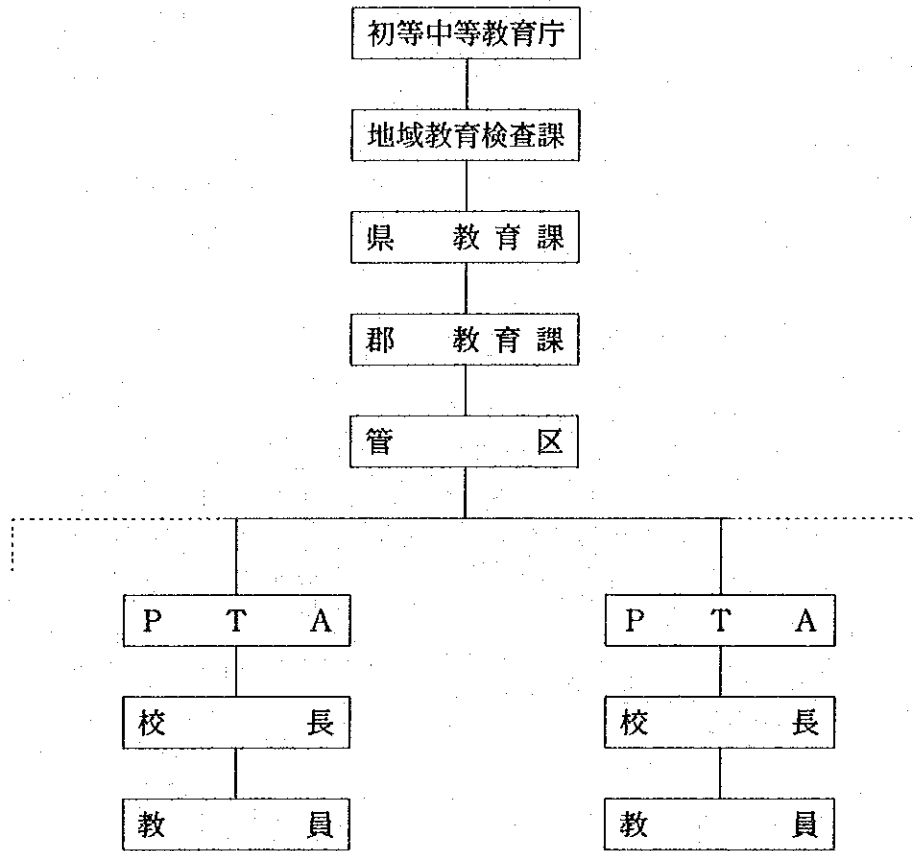 初等中等教育庁
地域教育検査課
県 教育課
郡 教育課
管 区
P T A
P T A
校 長
校 長
教 員
教 員